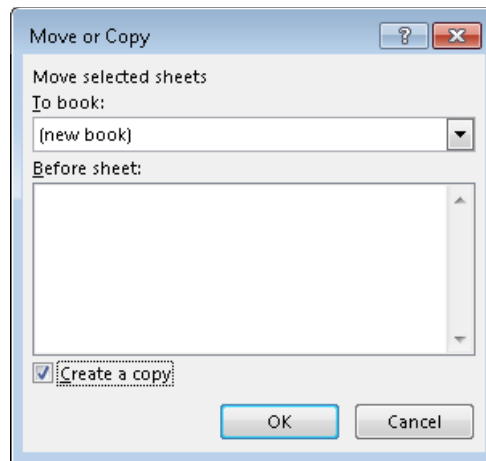 Move or Copy
Move selected sheets
To book:
(new book)
Before sheet:
Create a copy
OK Cancel